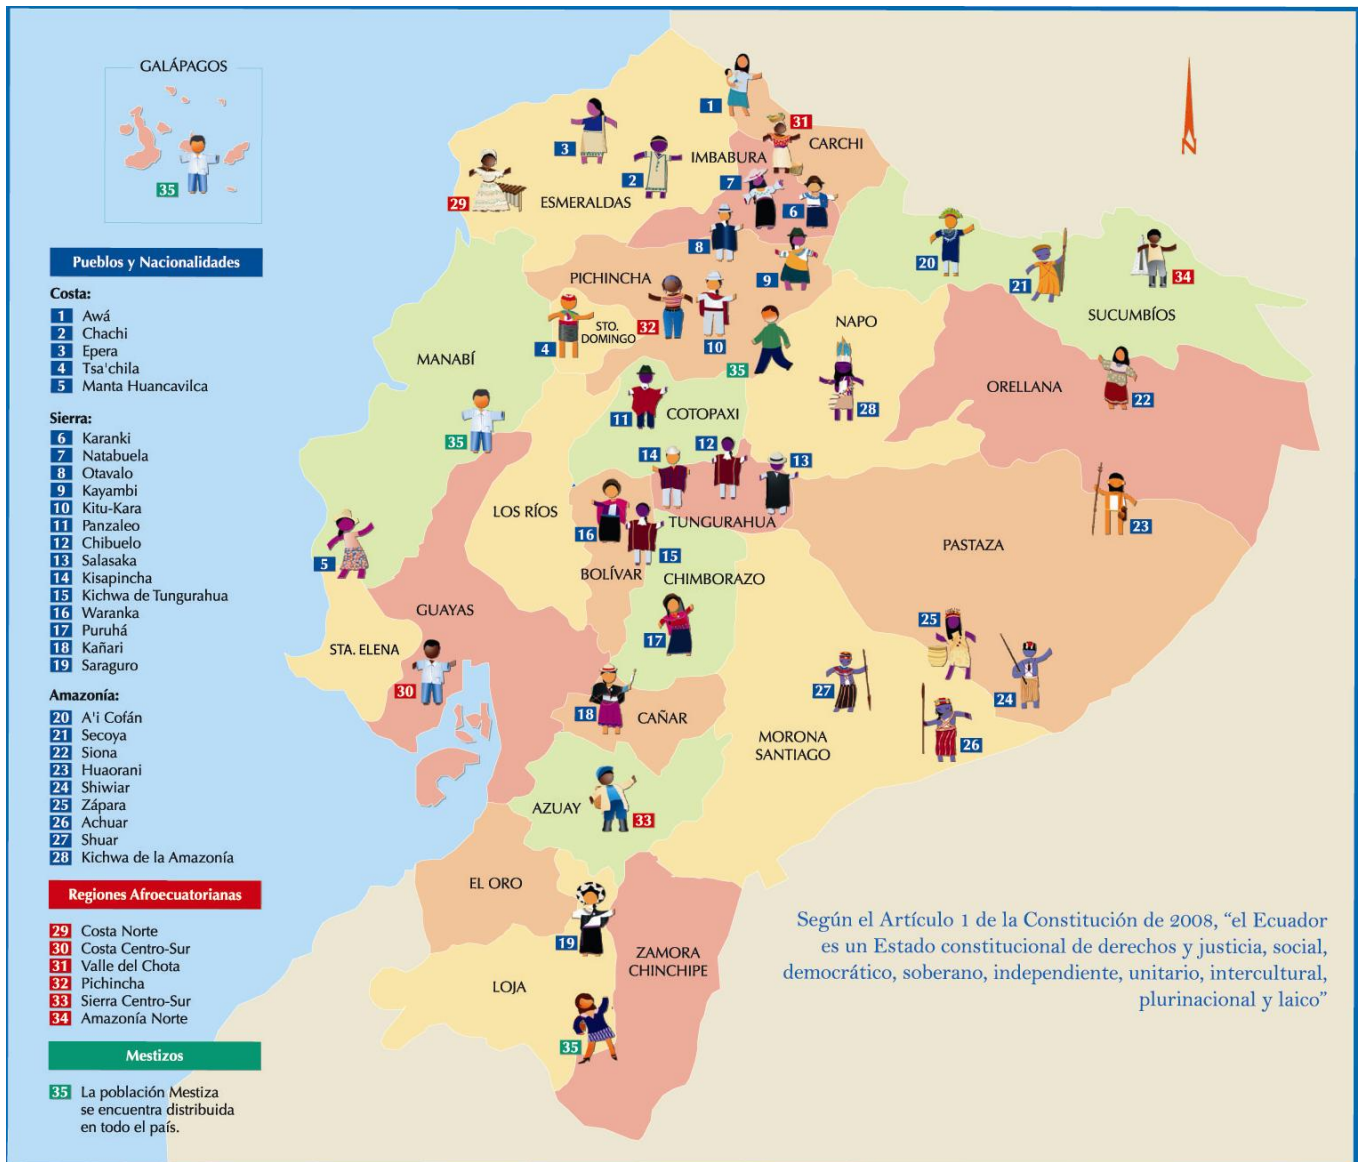 GALÁPAGOS
35
Pueblos y Nacionalidades
Costa:
1 Awá
2 Chachi
3 Epera
4 Tsa'chila
5 Manta Huancavilca
Sierra:
6 Karanki
7 Natabuela
8 Otavalo
9 Kayambi
10 Kitu-Kara
11 Panzaleo
12 Chibuelo
13 Salasaka
14 Kisapincha
15 Kichwa de Tungurahua
16 Waranka
17 Puruhá
18 Kañari
19 Saraguro
Amazonía:
20 A'i Cofán
21 Secoya
22 Siona
23 Huaorani
24 Shiwiar
25 Zápara
26 Achuar
27 Shuar
28 Kichwa de la Amazonía
Regiones Afroecuatorianas
29 Costa Norte
30 Costa Centro-Sur
31 Valle del Chota
32 Pichincha
33 Sierra Centro-Sur
34 Amazonía Norte
Mestizos
35 La población Mestiza
se encuentra distribuida
en todo el país.
1
31
CARCHI
3
IMBABURA
2
7
29
ESMERALDAS
6
8
20
21
34
9
PICHINCHA
SUCUMBÍOS
32
STO.
DOMINGO
NAPO
4
10
MANABÍ
35
ORELLANA
22
11
COTOPAXI
28
35
12
14
13
LOS RÍOS
TUNGURAHUA
23
16
15
PASTAZA
5
BOLÍVAR
CHIMBORAZO
GUAYAS
25
17
STA. ELENA
30
27
24
18
CAÑAR
MORONA
SANTIAGO
26
AZUAY
33
EL ORO
19
ZAMORA
CHINCHIPE
LOJA
35
N
Según el Artículo 1 de la Constitución de 2008, “el Ecuador
es un Estado constitucional de derechos y justicia, social,
democrático, soberano, independiente, unitario, intercultural,
plurinacional y laico”